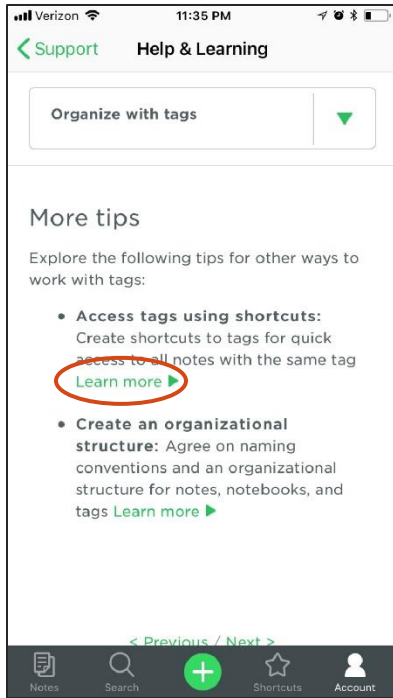 Verizon 11:35 PM
Support Help & Learning
Organize with tags
More tips
Explore the following tips for other ways to
work with tags:
• Access tags using shortcuts:
Create shortcuts to tags for quick
access to all notes with the same tag
Learn more ▶
• Create an organizational
structure: Agree on naming
conventions and an organizational
structure for notes, notebooks, and
tags Learn more ▶
< Previous / Next >
Notes Search Shortcuts Account